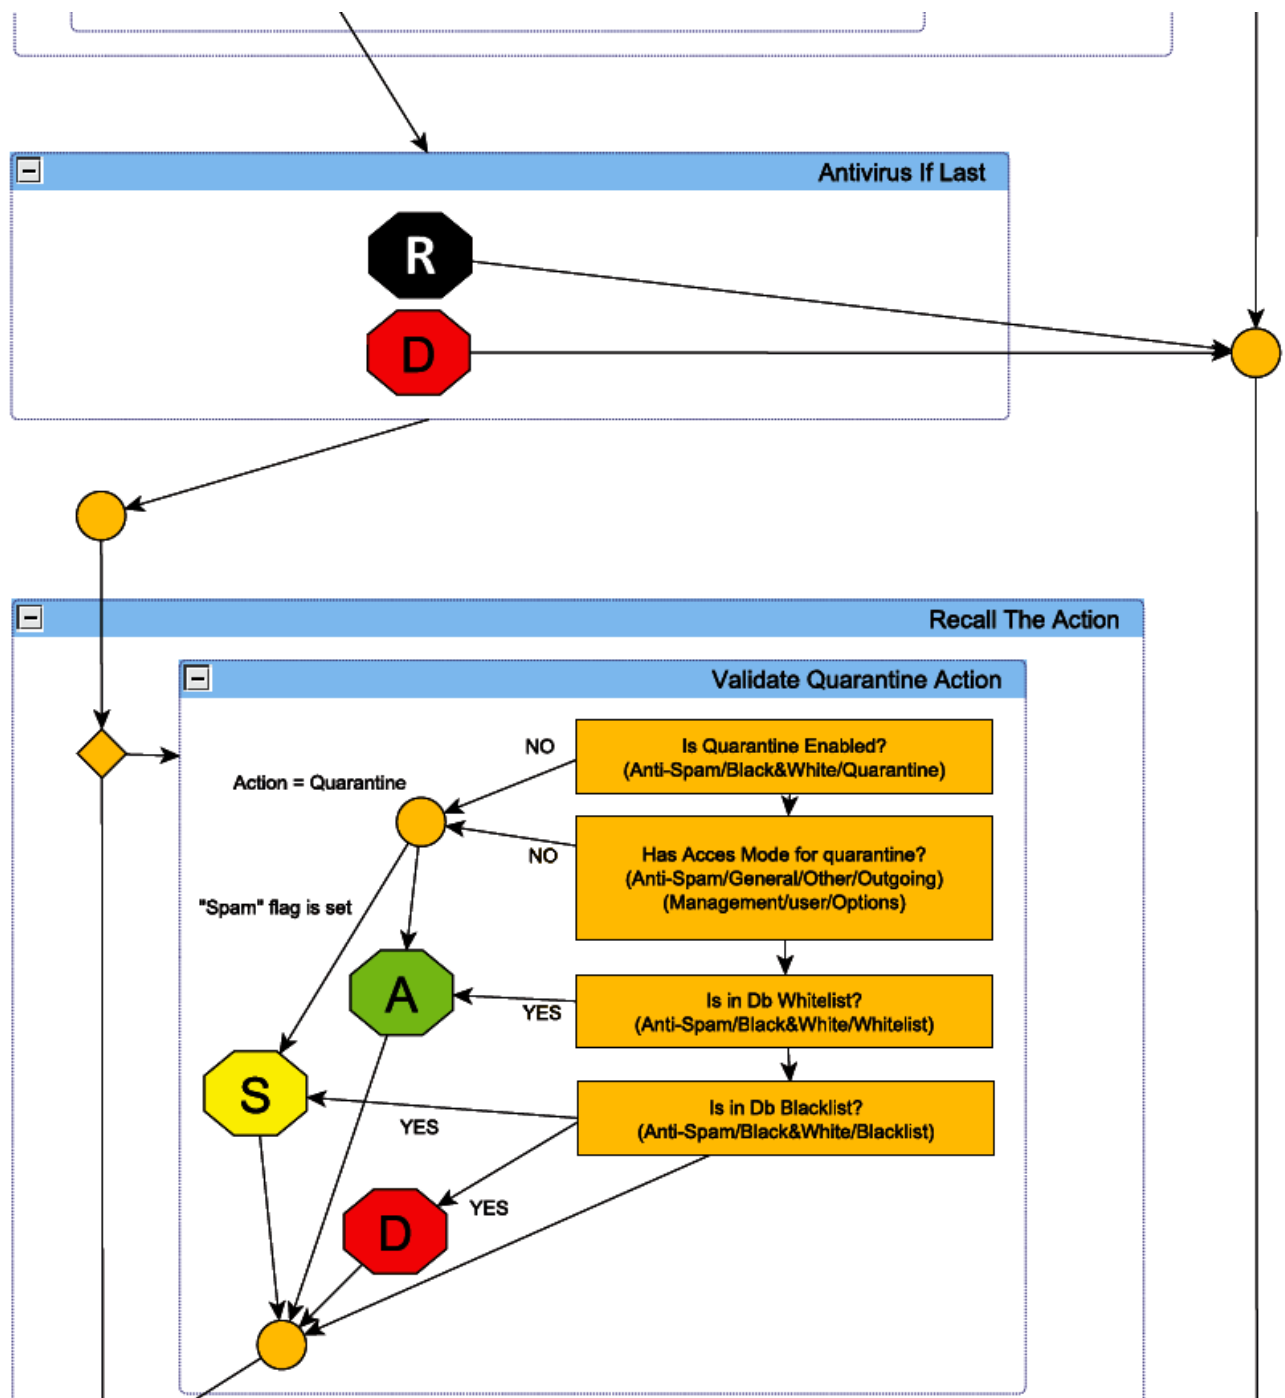 Antivirus If Last
R
D
Recall The Action
Validate Quarantine Action
NO
Is Quarantine Enabled?
(Anti-Spam/Black&White/Quarantine)
Action = Quarantine
NO
Has Acces Mode for quarantine?
(Anti-Spam/General/Other/Outgoing)
(Management/user/Options)
"Spam" flag is set
A
YES
Is in Db Whitelist?
(Anti-Spam/Black&White/Whitelist)
S
YES
Is in Db Blacklist?
(Anti-Spam/Black&White/Blacklist)
YES
D